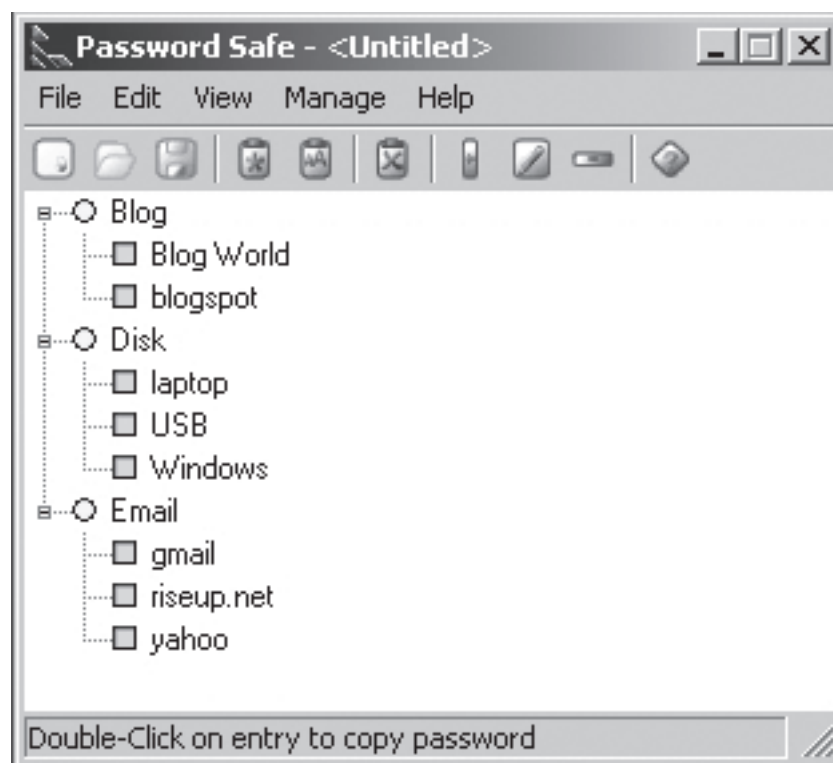 Password Safe - <Untitled>
File Edit View Manage Help
Blog
Blog World
blogspot
Disk
laptop
USB
Windows
Email
gmail
riseup.net
yahoo
Double-Click on entry to copy password